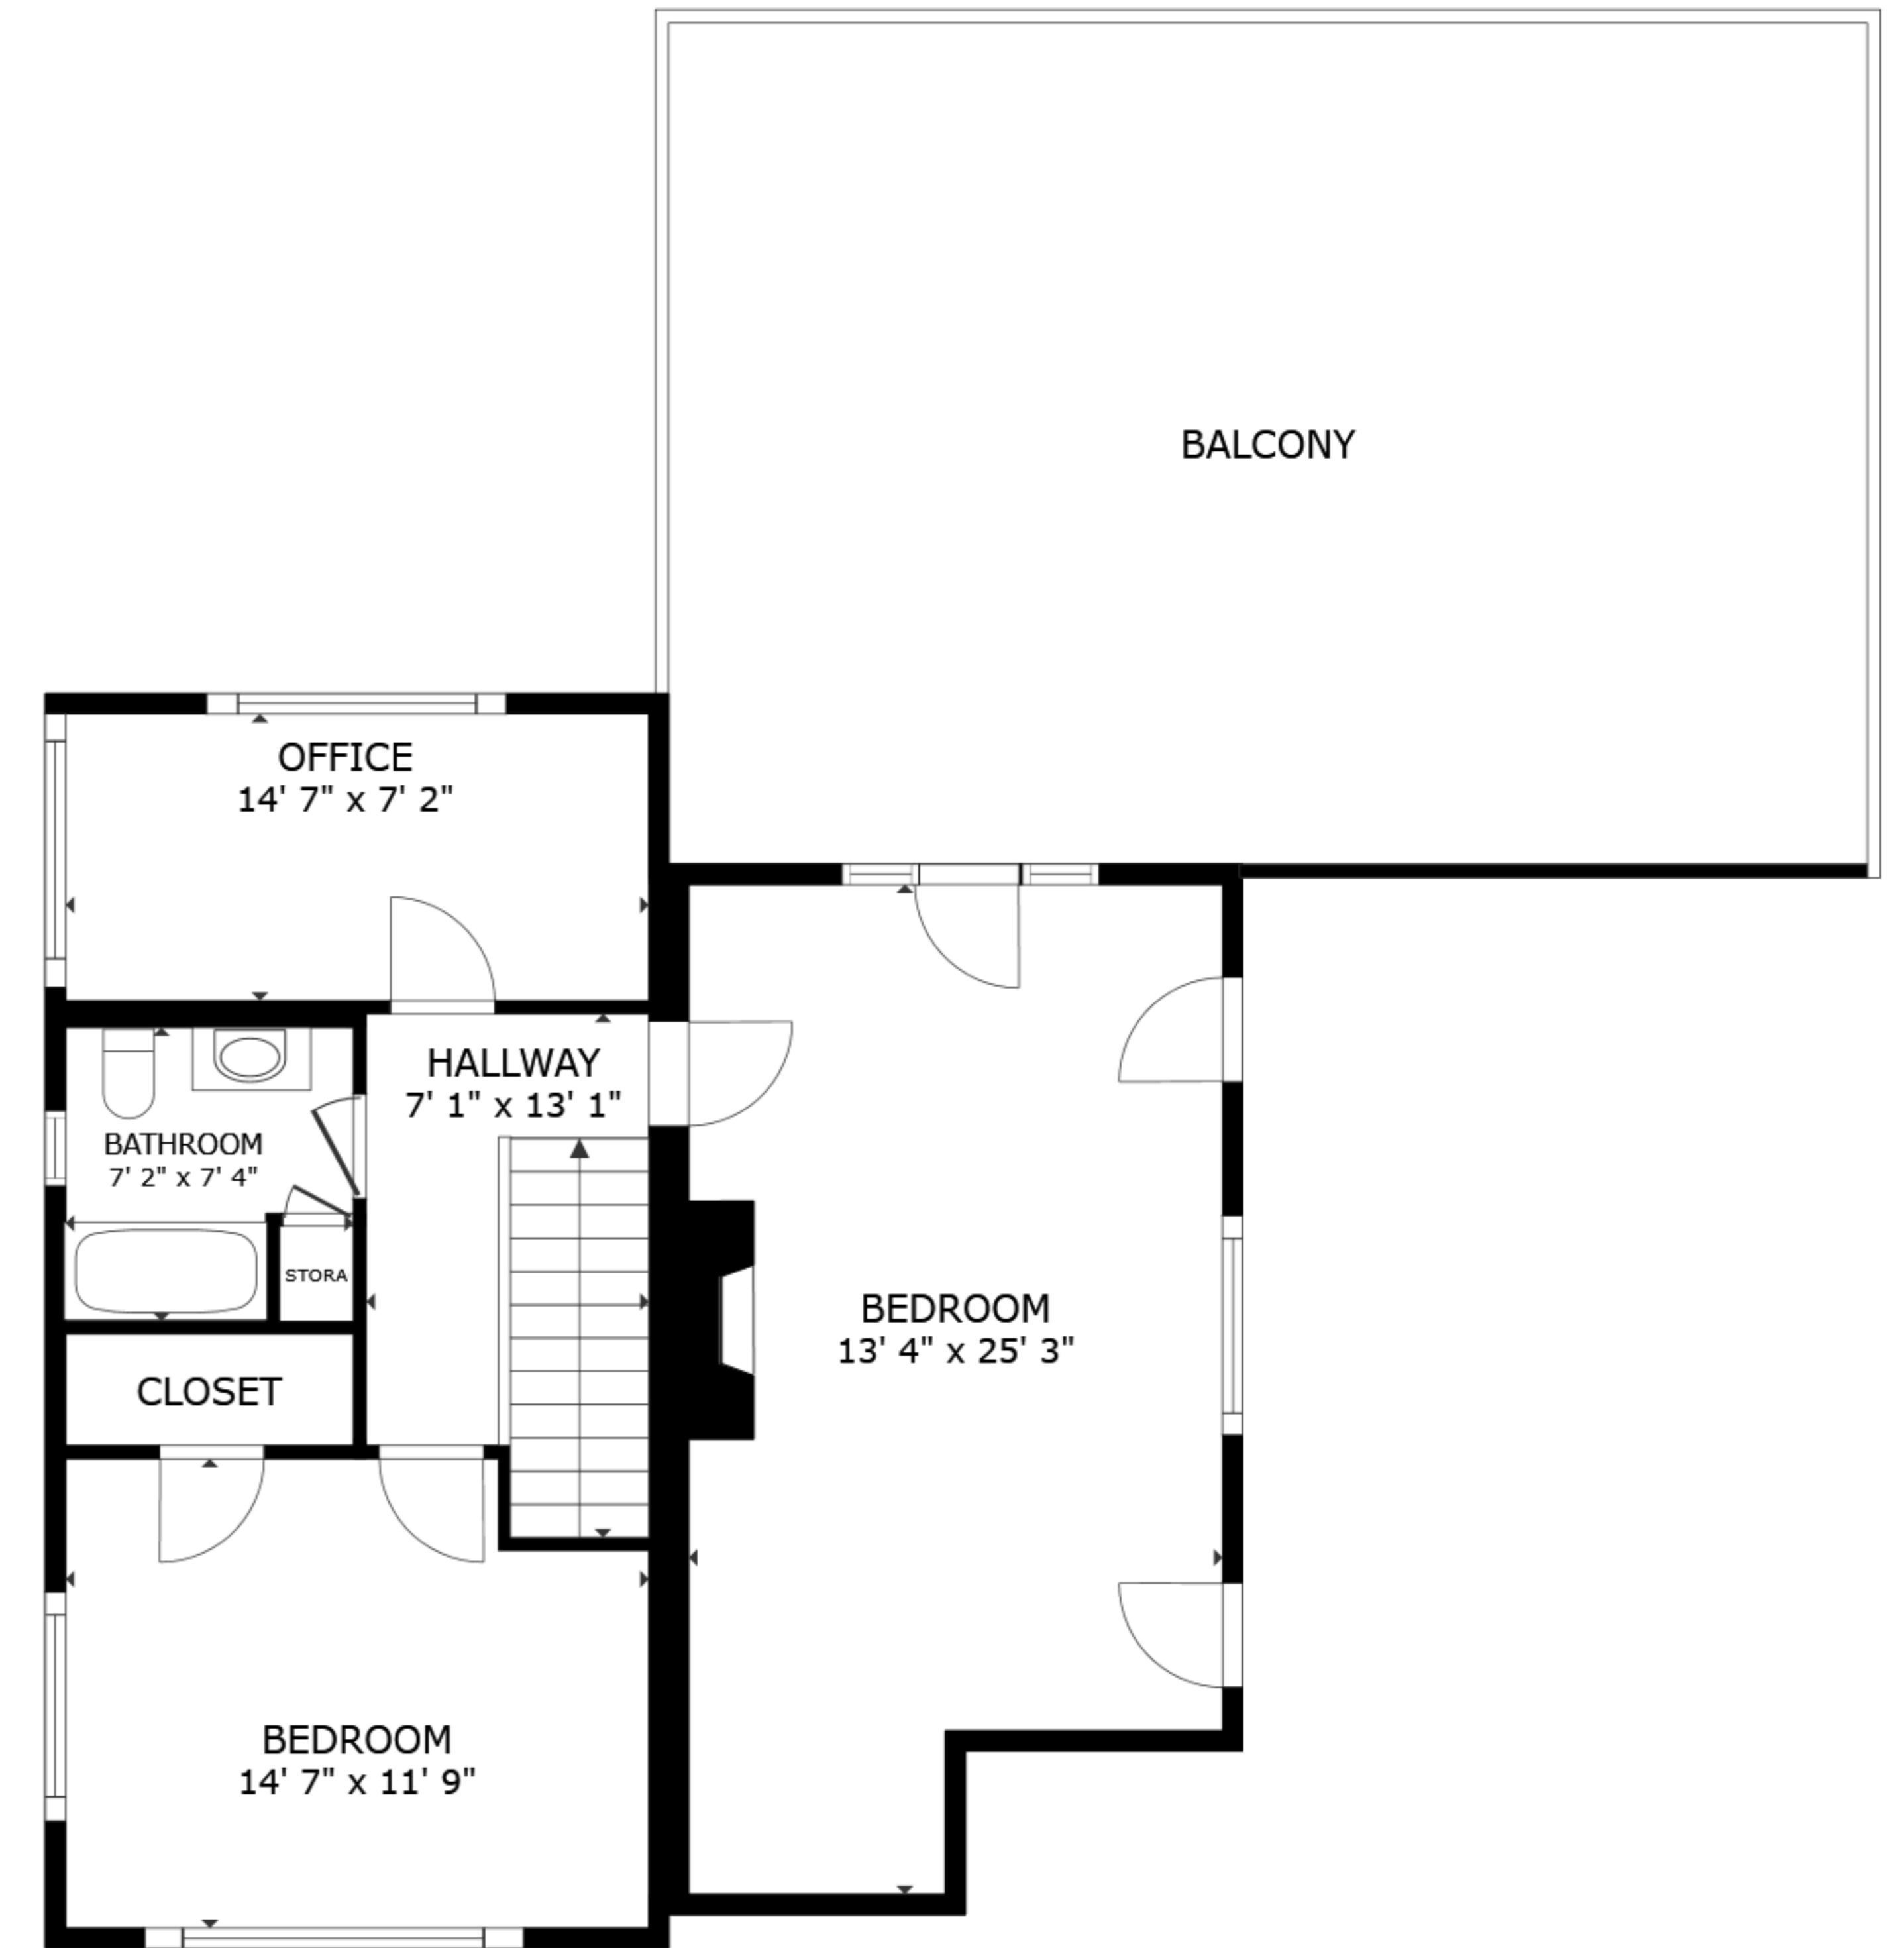 BALCONY
OFFICE
14' 7" x 7' 2"
HALLWAY
7' 1" x 13' 1"
BATHROOM
7' 2" x 7' 4"
STORA
CLOSET
BEDROOM
13' 4" x 25' 3"
BEDROOM
14' 7" x 11' 9"